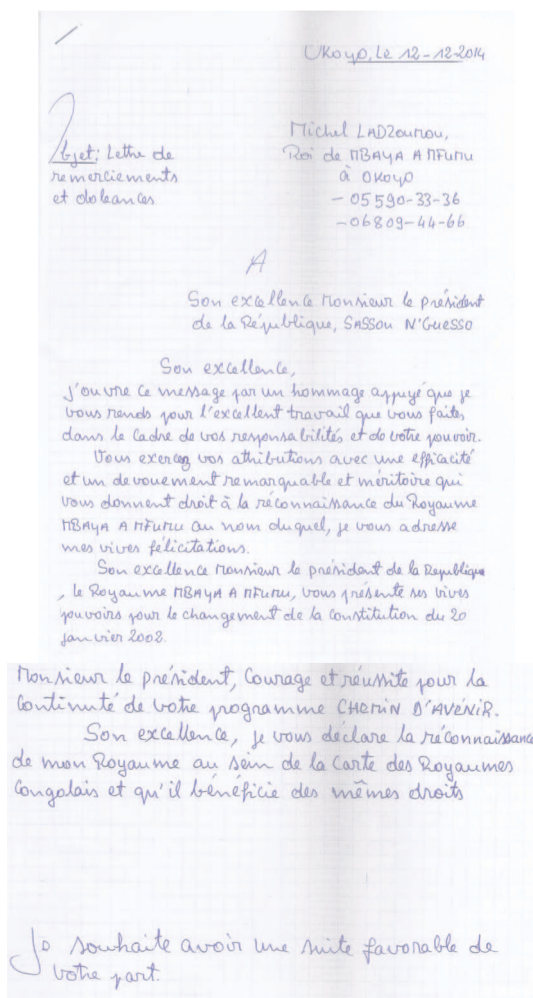 Okoyo, Le 12-12-2014
Michel LADZOUMOU,
Roi de MBAYA A MFUMU
à OKOYO
- 05 590-33-36
- 06 809-44-66
Objet: Lettre de
remerciements
et doleances
A
Son excellence Monsieur le président
de la République, SASSOU N'GUESSO
Son excellence,
J'ouvre ce message par un hommage appuyé que je
vous rends pour l'excellent travail que vous faites,
dans le cadre de vos responsabilités et de votre pouvoir.
Vous exercez vos attributions avec une efficacité
et un devouement remarquable et méritoire qui
vous donnent droit à la réconnaissance du Royaume
MBAYA A MFUMU au nom duquel, je vous adresse
mes vives félicitations.
Son excellence Monsieur le président de la Republique
, le Royaume MBAYA A MFUMU, vous présente ses vives
pouvoirs pour le changement de la constitution du 20
janvier 2002.
Monsieur le président, Courage et réussite pour la
Continuté de votre programme CHEMIN D'AVENIR.
Son excellence, je vous déclare la réconnaissance
de mon Royaume au sein de la Carte des Royaumes
Congolais et qu'il bénéficie des mêmes droits
Je souhaite avoir une suite favorable de
votre part.